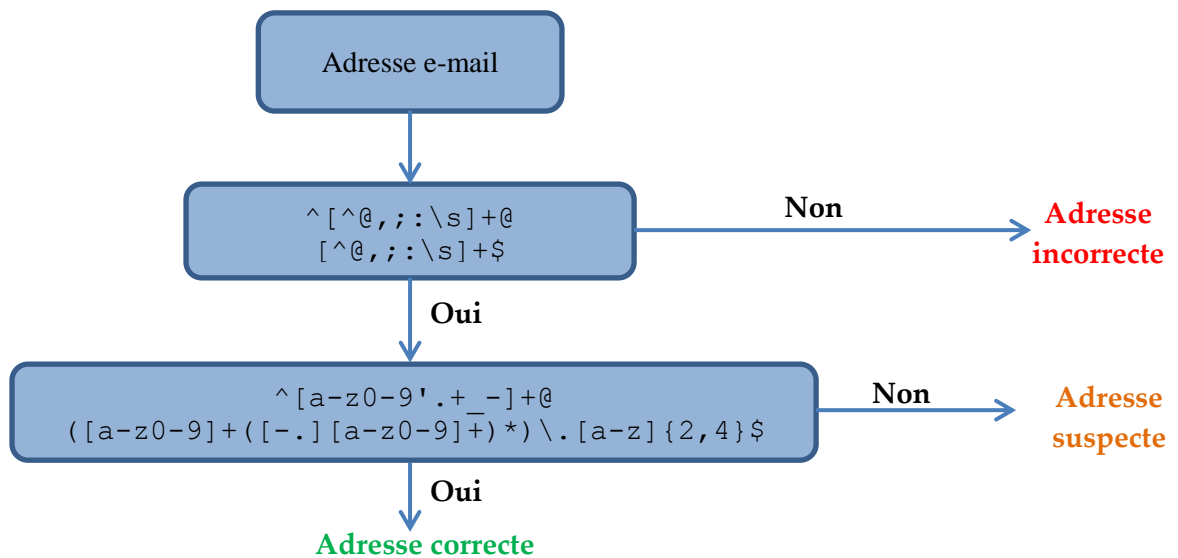 Adresse e-mail
^[^@,;:\s]+@
[^@,;:\s]+$
Non
Adresse
incorrecte
Oui
^[a-z0-9'.+_-]+@
([a-z0-9]+([-.][a-z0-9]+)*)\.[a-z]{2,4}$
Non
Adresse
suspecte
Oui
Adresse correcte